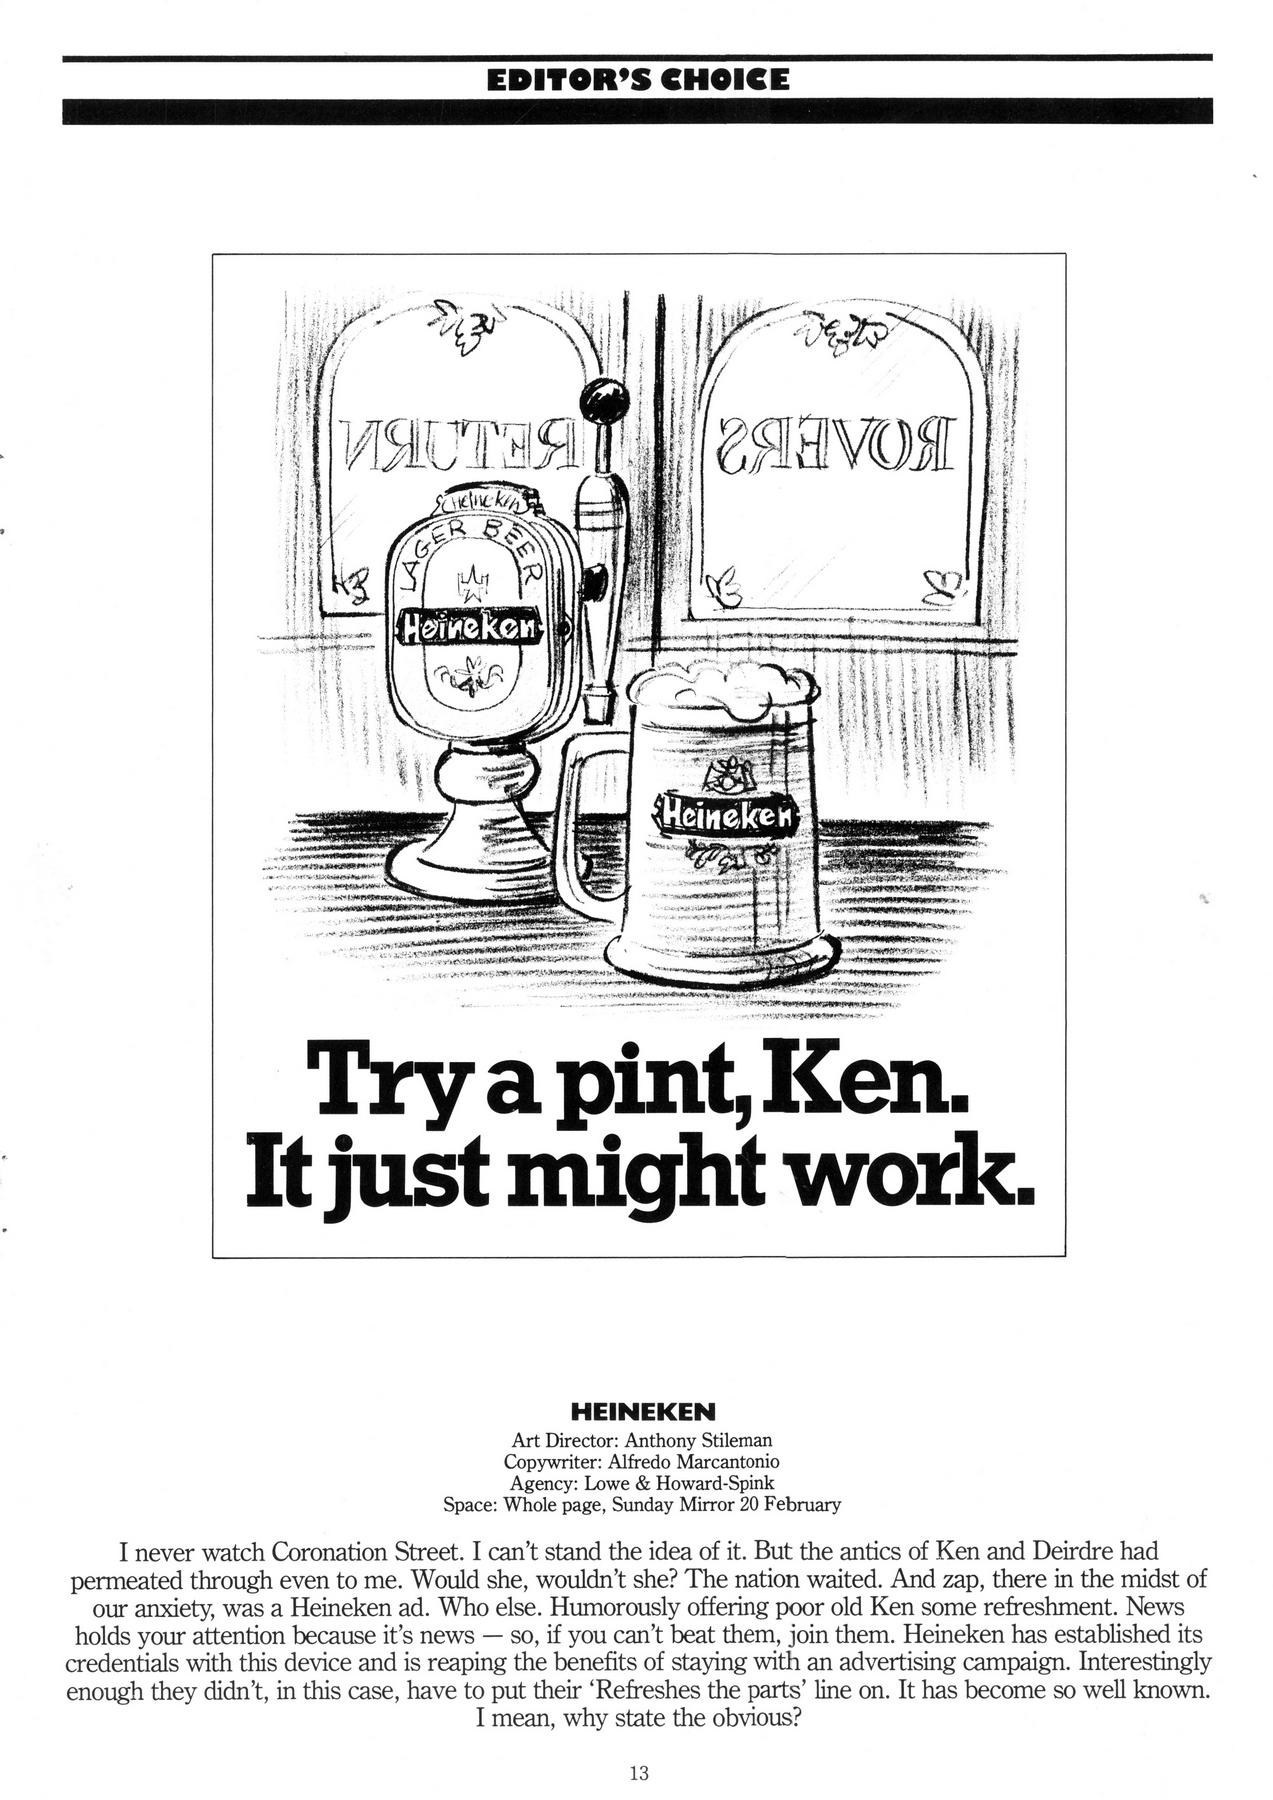 EDITOR'S CHOICE
RETURN
ROVERS
Heineken
LAGER BEER
Heineken
Heineken
Try a pint, Ken.
It just might work.
HEINEKEN
Art Director: Anthony Stileman
Copywriter: Alfredo Marcantonio
Agency: Lowe & Howard-Spink
Space: Whole page, Sunday Mirror 20 February
I never watch Coronation Street. I can't stand the idea of it. But the antics of Ken and Deirdre had
permeated through even to me. Would she, wouldn't she? The nation waited. And zap, there in the midst of
our anxiety, was a Heineken ad. Who else. Humorously offering poor old Ken some refreshment. News
holds your attention because it's news — so, if you can't beat them, join them. Heineken has established its
credentials with this device and is reaping the benefits of staying with an advertising campaign. Interestingly
enough they didn't, in this case, have to put their ‘Refreshes the parts’ line on. It has become so well known.
I mean, why state the obvious?
13